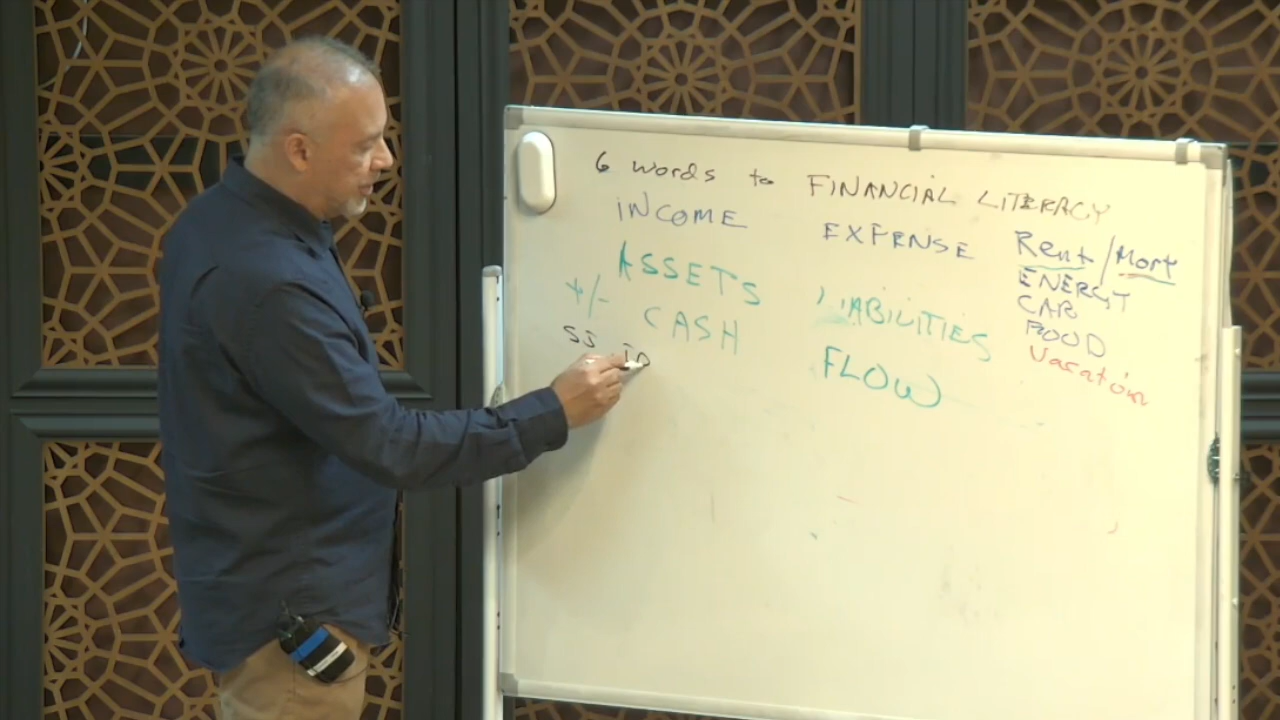 6 words to FINANCIAL LITERACY
INCOME EXPENSE
ASSETS LIABILITIES
+/- CASH FLOW
Rent/Mort
ENERGY
CAR
FOOD
Vacation